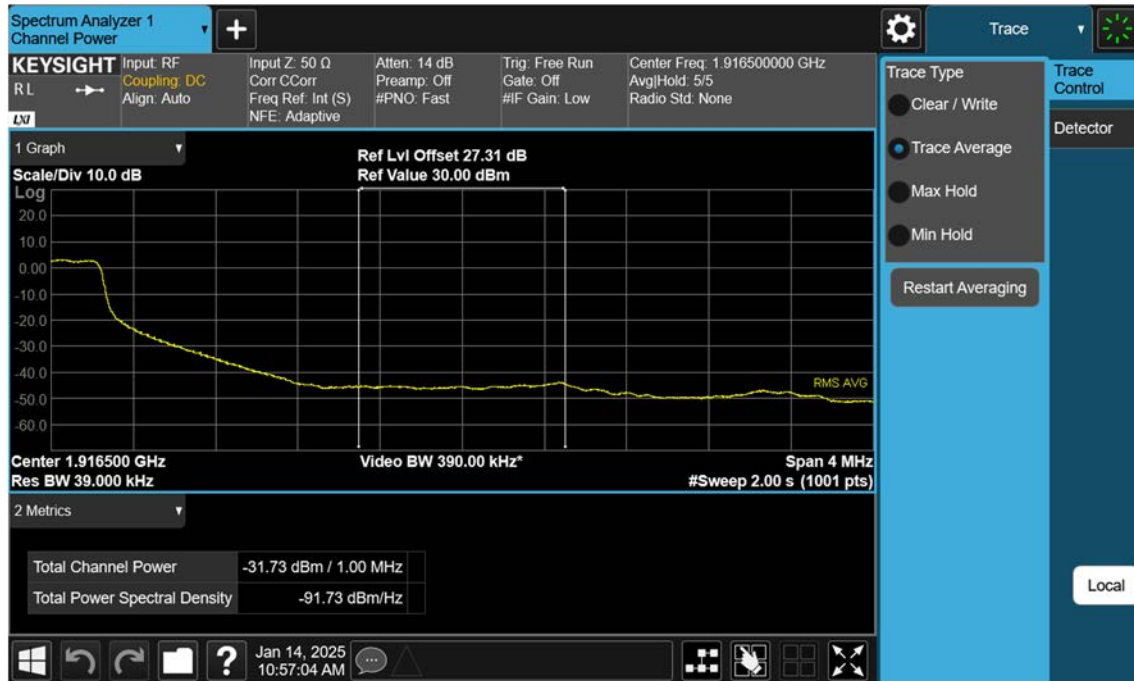 Spectrum Analyzer 1
Channel Power
Trace
KEYSIGHT
R L
LXI
Input: RF
Coupling: DC
Align: Auto
Input Z: 50 Ω
Corr CCorr
Freq Ref: Int (S)
NFE: Adaptive
Atten: 14 dB
Preamp: Off
#PNO: Fast
Trig: Free Run
Gate: Off
#IF Gain: Low
Center Freq: 1.916500000 GHz
Avg|Hold: 5/5
Radio Std: None
Trace Type
Clear / Write
Trace Average
Max Hold
Min Hold
Restart Averaging
Trace
Control
Detector
Local
1 Graph
Scale/Div 10.0 dB
Ref Lvl Offset 27.31 dB
Ref Value 30.00 dBm
Log
20.0
10.0
0.00
-10.0
-20.0
-30.0
-40.0
-50.0
-60.0
RMS AVG
Center 1.916500 GHz
Video BW 390.00 kHz*
Span 4 MHz
Res BW 39.000 kHz
#Sweep 2.00 s (1001 pts)
2 Metrics
Total Channel Power -31.73 dBm / 1.00 MHz
Total Power Spectral Density -91.73 dBm/Hz
?
Jan 14, 2025
10:57:04 AM